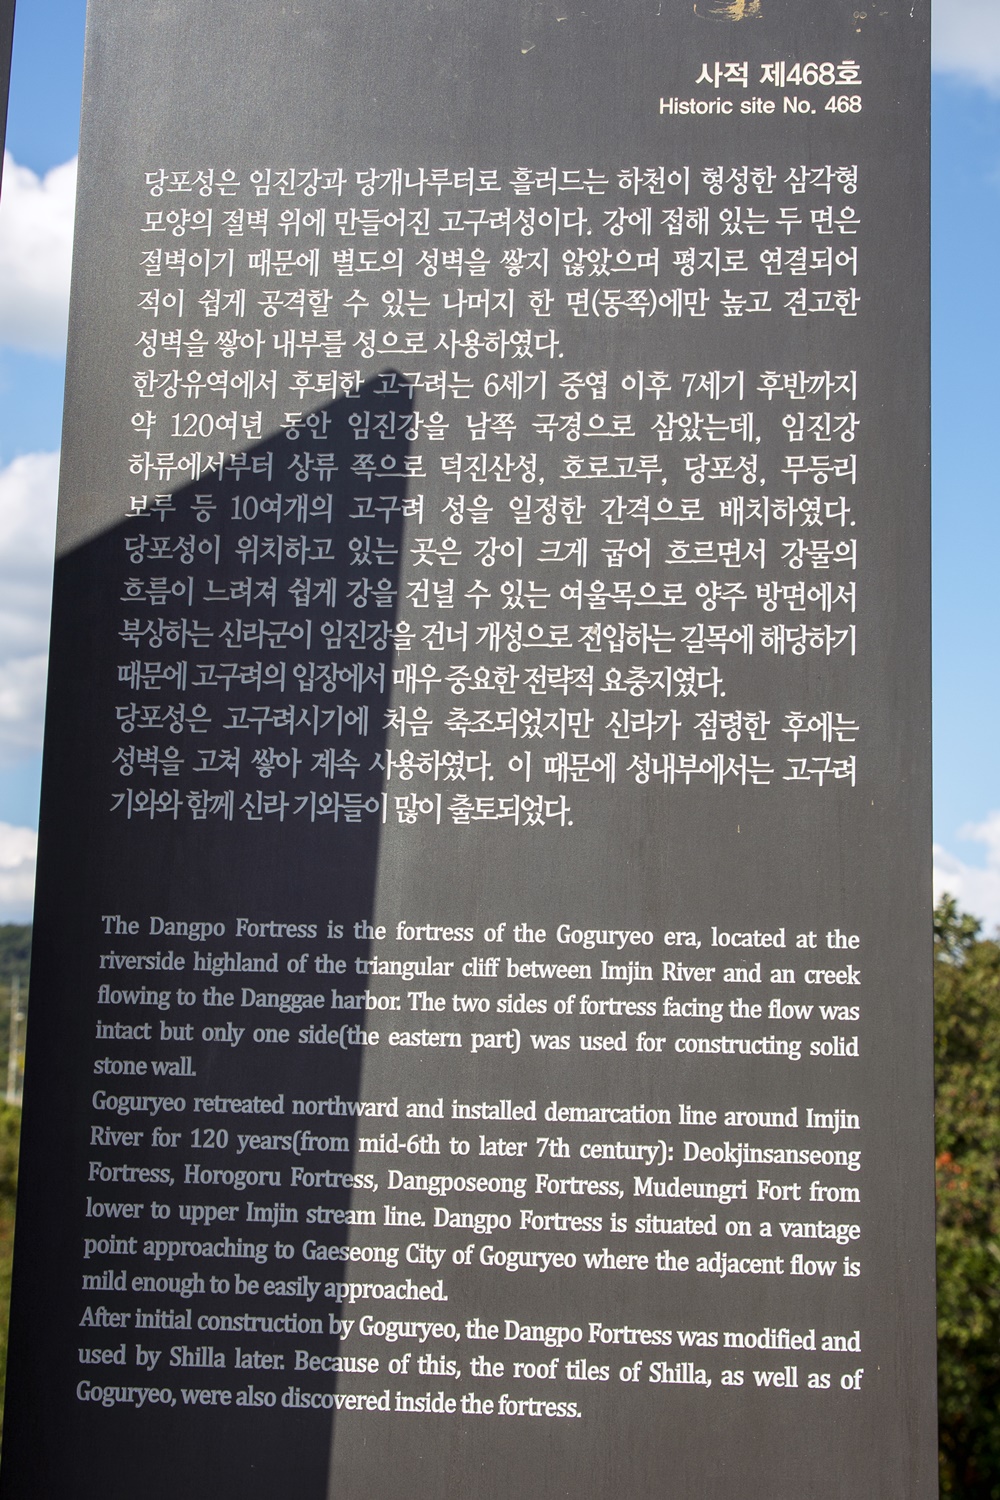 사적 제468호
Historic site No. 468
당포성은 임진강과 당개나루터로 흘러드는 하천이 형성한 삼각형
모양의 절벽 위에 만들어진 고구려성이다. 강에 접해 있는 두 면은
절벽이기 때문에 별도의 성벽을 쌓지 않았으며 평지로 연결되어
적이 쉽게 공격할 수 있는 나머지 한 면(동쪽)에만 높고 견고한
성벽을 쌓아 내부를 성으로 사용하였다.
한강유역에서 후퇴한 고구려는 6세기 중엽 이후 7세기 후반까지
약 120여년 동안 임진강을 남쪽 국경으로 삼았는데, 임진강
하류에서부터 상류 쪽으로 덕진산성, 호로고루, 당포성, 무등리
보루 등 10여개의 고구려 성을 일정한 간격으로 배치하였다.
당포성이 위치하고 있는 곳은 강이 크게 굽어 흐르면서 강물의
흐름이 느려져 쉽게 강을 건널 수 있는 여울목으로 양주 방면에서
북상하는 신라군이 임진강을 건너 개성으로 진입하는 길목에 해당하기
때문에 고구려의 입장에서 매우 중요한 전략적 요충지였다.
당포성은 고구려시기에 처음 축조되었지만 신라가 점령한 후에는
성벽을 고쳐 쌓아 계속 사용하였다. 이 때문에 성내부에서는 고구려
기와와 함께 신라 기와들이 많이 출토되었다.
The Dangpo Fortress is the fortress of the Goguryeo era, located at the
riverside highland of the triangular cliff between Imjin River and an creek
flowing to the Danggae harbor. The two sides of fortress facing the flow was
intact but only one side(the eastern part) was used for constructing solid
stone wall.
Goguryeo retreated northward and installed demarcation line around Imjin
River for 120 years(from mid-6th to later 7th century): Deokjinsanseong
Fortress, Horogoru Fortress, Dangposeong Fortress, Mudeungri Fort from
lower to upper Imjin stream line. Dangpo Fortress is situated on a vantage
point approaching to Gaeseong City of Goguryeo where the adjacent flow is
mild enough to be easily approached.
After initial construction by Goguryeo, the Dangpo Fortress was modified and
used by Shilla later. Because of this, the roof tiles of Shilla, as well as of
Goguryeo, were also discovered inside the fortress.